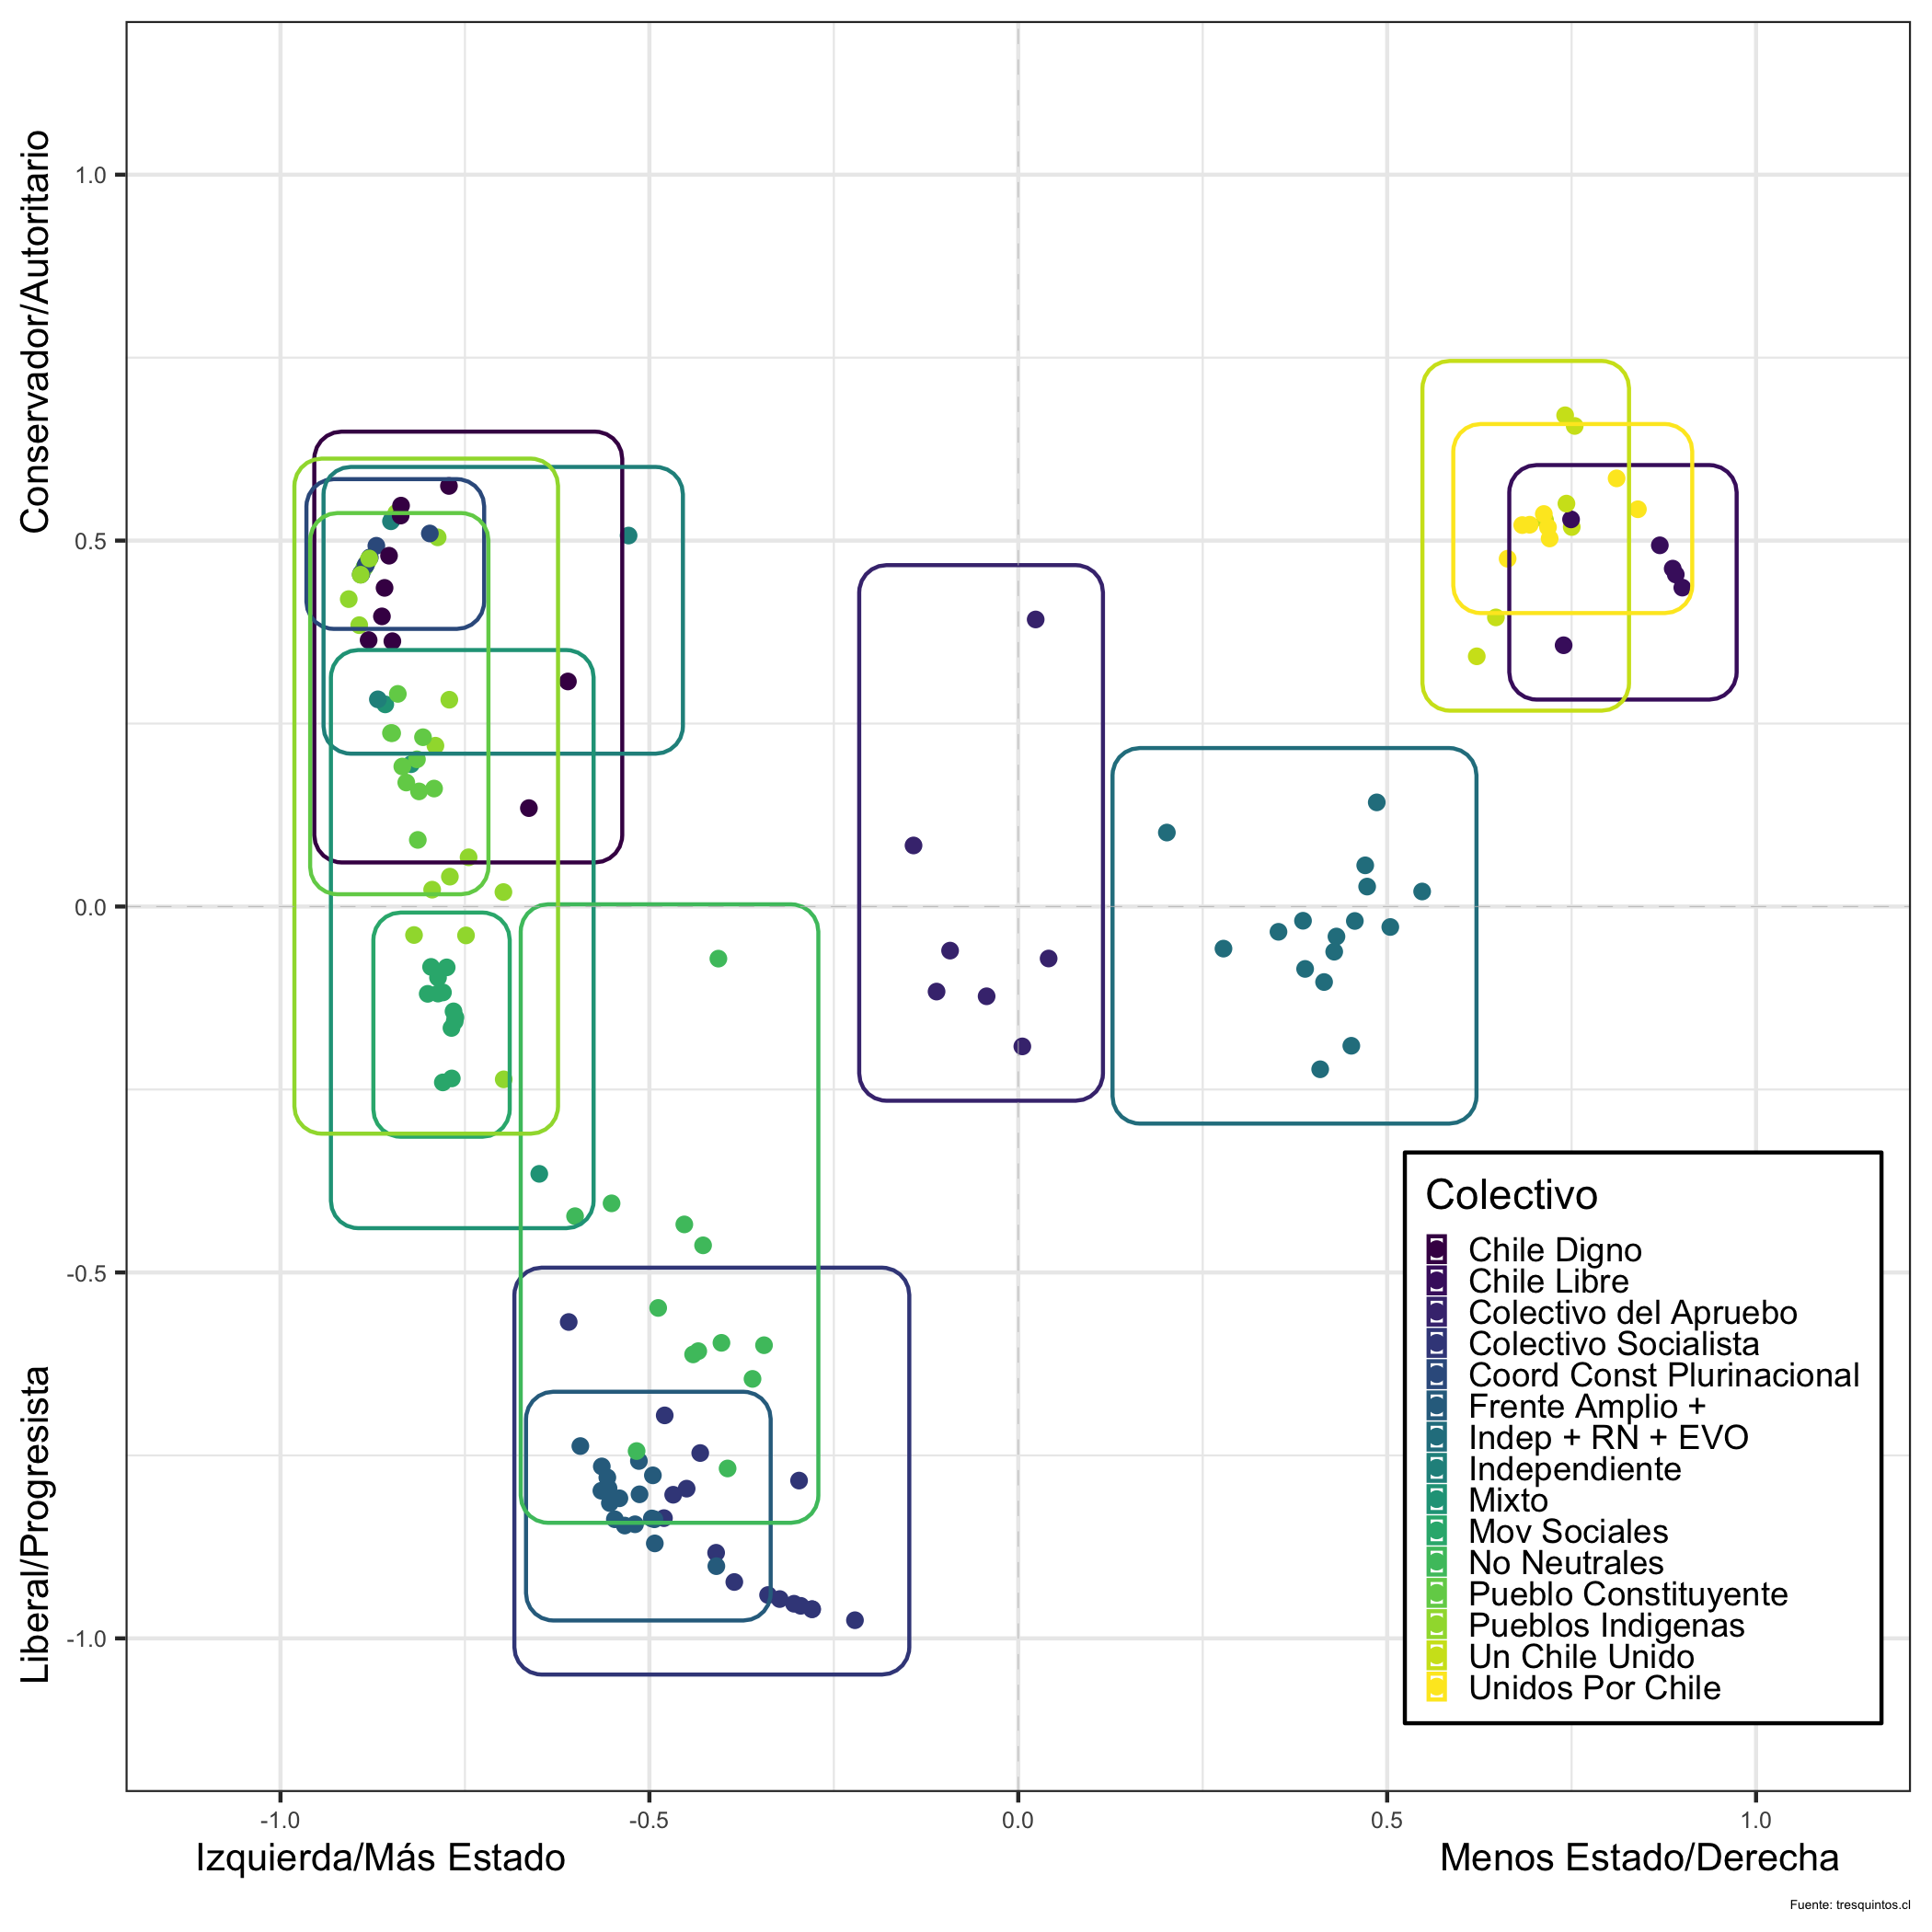 Conservador/Autoritario
Liberal/Progresista
1.0
0.5
0.0
-0.5
-1.0
Colectivo
Chile Digno
Chile Libre
Colectivo del Apruebo
Colectivo Socialista
Coord Const Plurinacional
Frente Amplio +
Indep + RN + EVO
Independiente
Mixto
Mov Sociales
No Neutrales
Pueblo Constituyente
Pueblos Indigenas
Un Chile Unido
Unidos Por Chile
-1.0 -0.5 0.0 0.5 1.0
Izquierda/Más Estado Menos Estado/Derecha
Fuente: tresquintos.cl